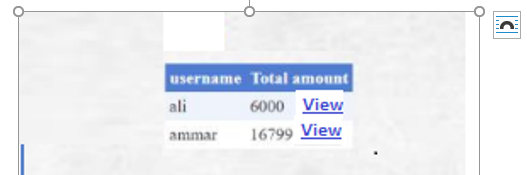 username Total amount
ali 6000 View
ammar 16799 View